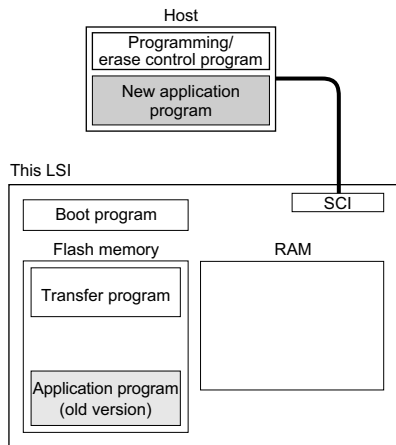 Host
Programming/
erase control program
New application
program
This LSI
SCI
Boot program
Flash memory
RAM
Transfer program
Application program
(old version)